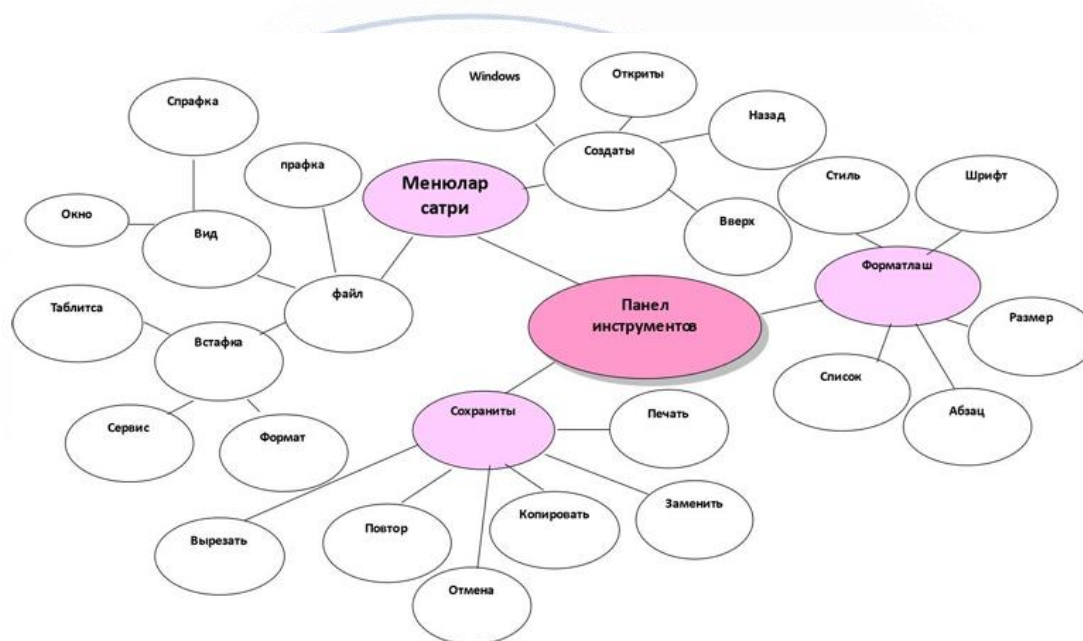 Windows
Откриты
Спрафка
Назад
прафка
Создаты
Менюлар
сатри
Стиль
Шрифт
Окно
Вид
Вверх
Форматлаш
файл
Таблитса
Панел
инструментов
Размер
Встафка
Список
Сохраниты
Печать
Абзац
Сервис
Формат
Заменить
Копировать
Повтор
Вырезать
Отмена